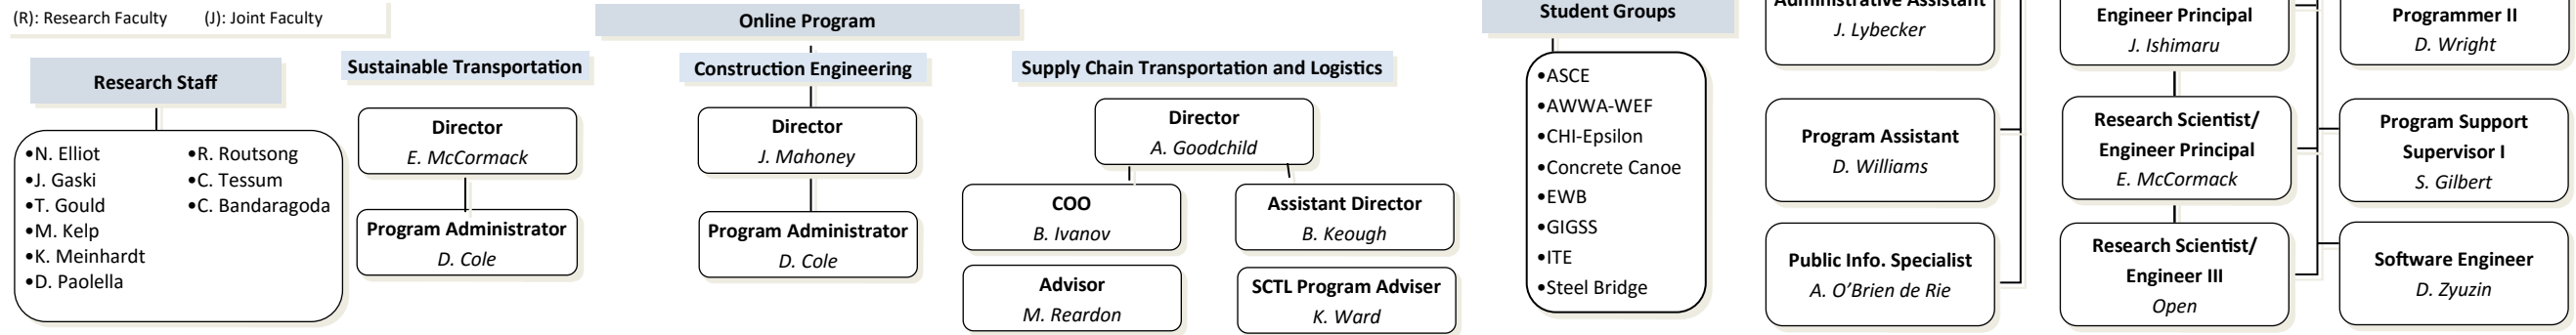 (R): Research Faculty (J): Joint Faculty
Research Staff
•N. Elliot
•J. Gaski
•T. Gould
•M. Kelp
•K. Meinhardt
•D. Paolella
•R. Routsong
•C. Tessum
•C. Bandaragoda
Online Program
Sustainable Transportation
Director
E. McCormack
Program Administrator
D. Cole
Construction Engineering
Director
J. Mahoney
Program Administrator
D. Cole
Supply Chain Transportation and Logistics
Director
A. Goodchild
COO
B. Ivanov
Assistant Director
B. Keough
Advisor
M. Reardon
SCTL Program Adviser
K. Ward
Student Groups
•ASCE
•AWWA-WEF
•CHI-Epsilon
•Concrete Canoe
•EWB
•GIGSS
•ITE
•Steel Bridge
Administrative Assistant
J. Lybecker
Program Assistant
D. Williams
Public Info. Specialist
A. O’Brien de Rie
Engineer Principal
J. Ishimaru
Research Scientist/
Engineer Principal
E. McCormack
Research Scientist/
Engineer III
Open
Programmer II
D. Wright
Program Support
Supervisor I
S. Gilbert
Software Engineer
D. Zyuzin